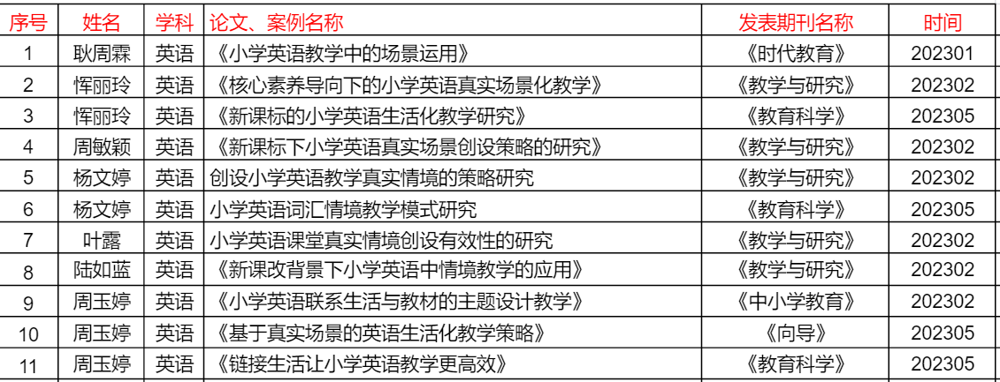 序号 姓名 学科 论文、案例名称 发表期刊名称 时间
1 耿周霖 英语 《小学英语教学中的场景运用》 《时代教育》 202301
2 恽丽玲 英语 《核心素养导向下的小学英语真实场景化教学》 《教学与研究》 202302
3 恽丽玲 英语 《新课标的小学英语生活化教学研究》 《教育科学》 202305
4 周敏颖 英语 《新课标下小学英语真实场景创设策略的研究》 《教学与研究》 202302
5 杨文婷 英语 创设小学英语教学真实情境的策略研究 《教学与研究》 202302
6 杨文婷 英语 小学英语词汇情境教学模式研究 《教育科学》 202305
7 叶露 英语 小学英语课堂真实情境创设有效性的研究 《教学与研究》 202302
8 陆如蓝 英语 《新课改背景下小学英语中情境教学的应用》 《教学与研究》 202302
9 周玉婷 英语 《小学英语联系生活与教材的主题设计教学》 《中小学教育》 202302
10 周玉婷 英语 《基于真实场景的英语生活化教学策略》 《向导》 202305
11 周玉婷 英语 《链接生活让小学英语教学更高效》 《教育科学》 202305